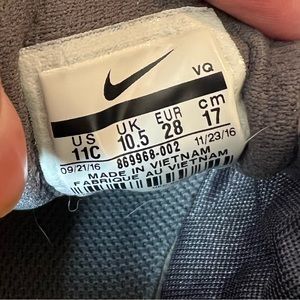 VQ
US UK EUR cm
11C 10.5 28 17
09/21/16 869968-002 11/23/16
MADE IN VIETNAM
FABRIQUE AU VIETNAM